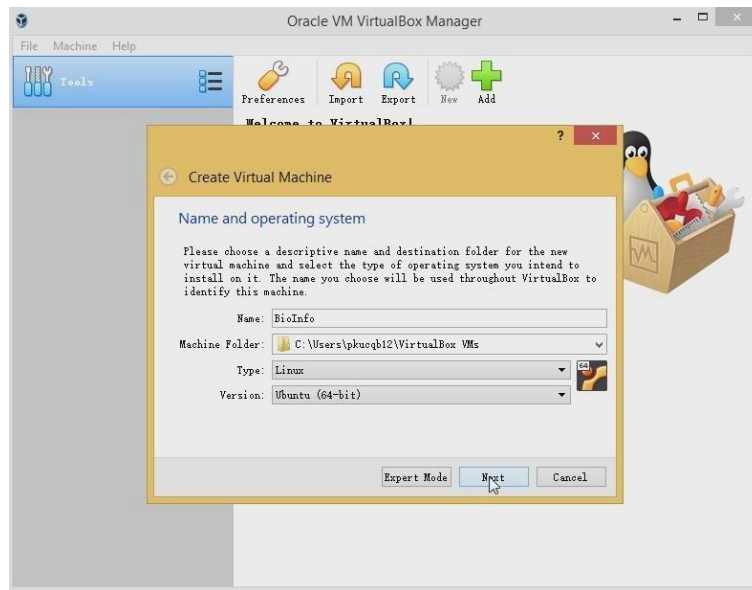 Oracle VM VirtualBox Manager
File Machine Help
Tools
Preferences Import Export New Add
Welcome to VirtualBox!
?
Create Virtual Machine
Name and operating system
Please choose a descriptive name and destination folder for the new
virtual machine and select the type of operating system you intend to
install on it. The name you choose will be used throughout VirtualBox to
identify this machine.
Name: BioInfo
Machine Folder: C:\Users\pkucqb12\VirtualBox VMs
Type: Linux
64
Version: Ubuntu (64-bit)
Expert Mode Next Cancel